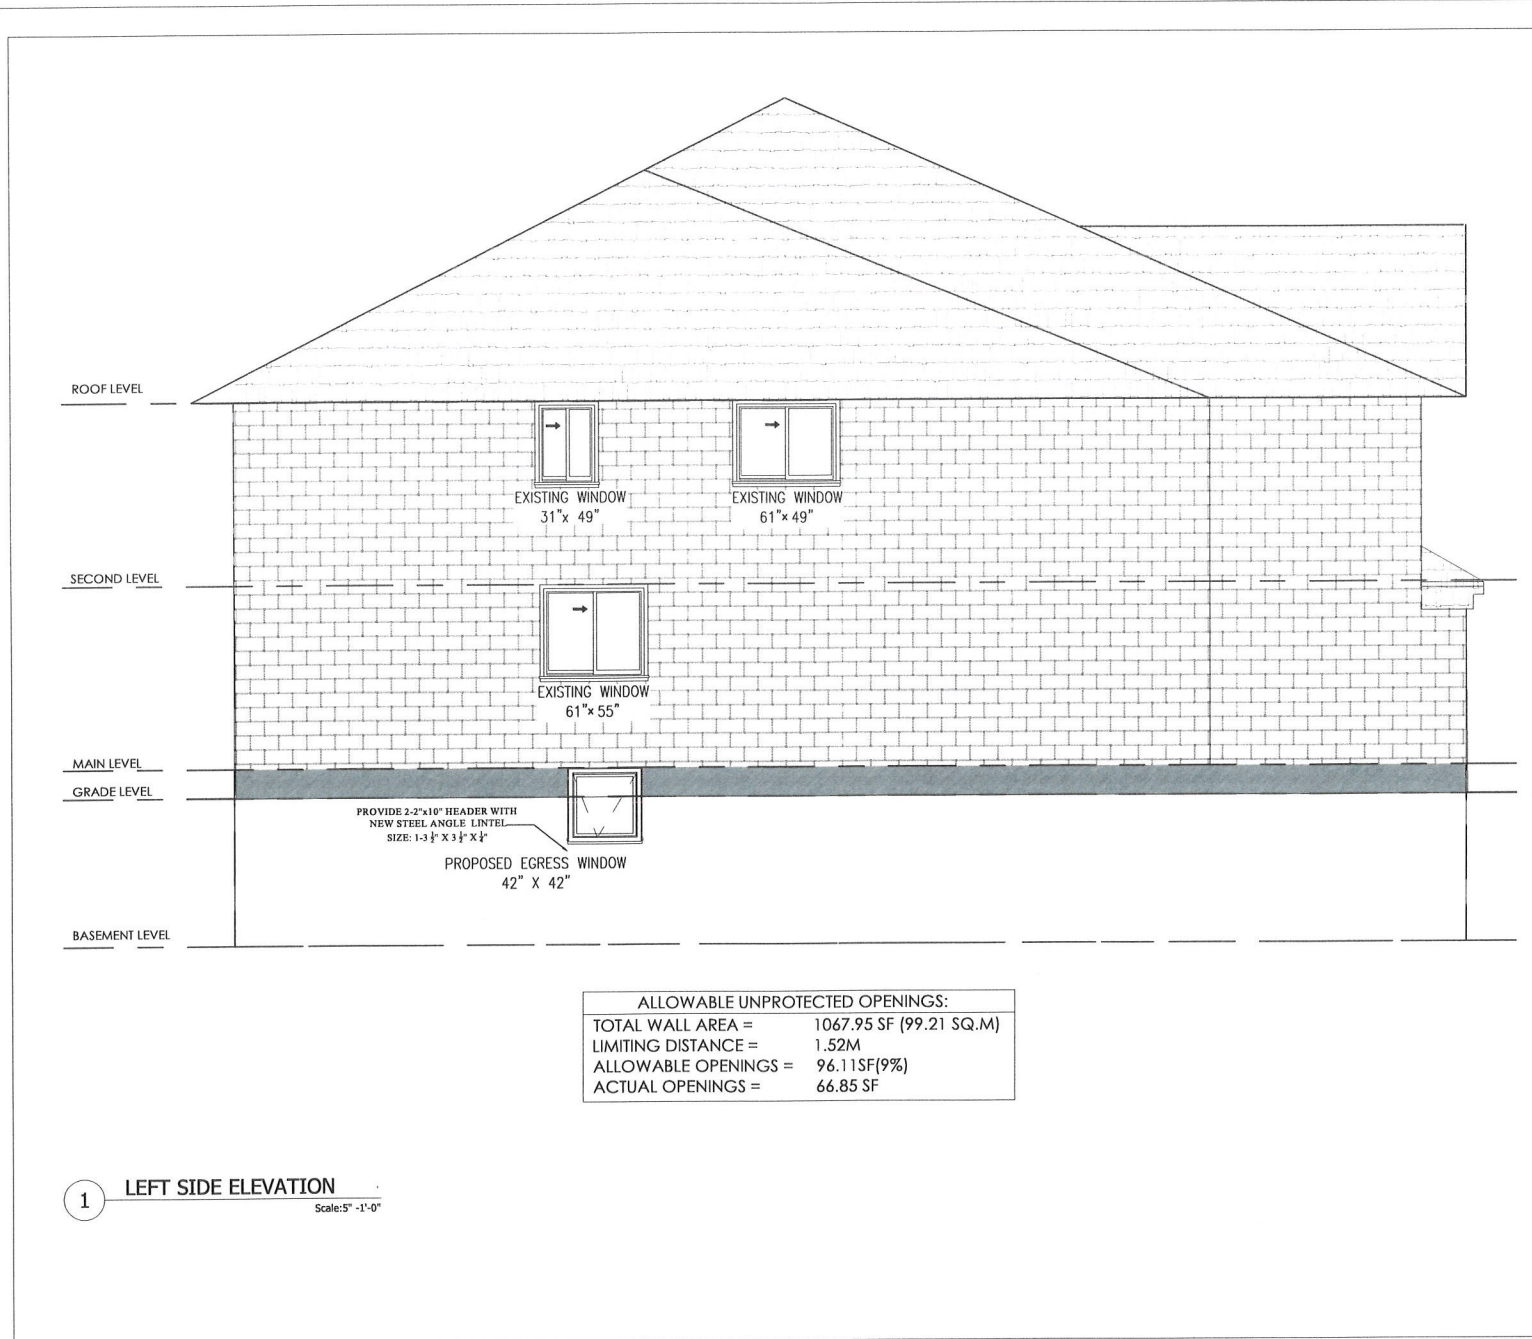 ROOF LEVEL
EXISTING WINDOW
31"x 49"
EXISTING WINDOW
61"x 49"
SECOND LEVEL
EXISTING WINDOW
61"x 55"
MAIN LEVEL
GRADE LEVEL
PROVIDE 2-2"x10" HEADER WITH
NEW STEEL ANGLE LINTEL
SIZE: 1-3 ½" X 3 ½" X ¼"
PROPOSED EGRESS WINDOW
42" X 42"
BASEMENT LEVEL
ALLOWABLE UNPROTECTED OPENINGS:
TOTAL WALL AREA = 1067.95 SF (99.21 SQ.M)
LIMITING DISTANCE = 1.52M
ALLOWABLE OPENINGS = 96.11SF(9%)
ACTUAL OPENINGS = 66.85 SF
1 LEFT SIDE ELEVATION
Scale:5" -1'-0"